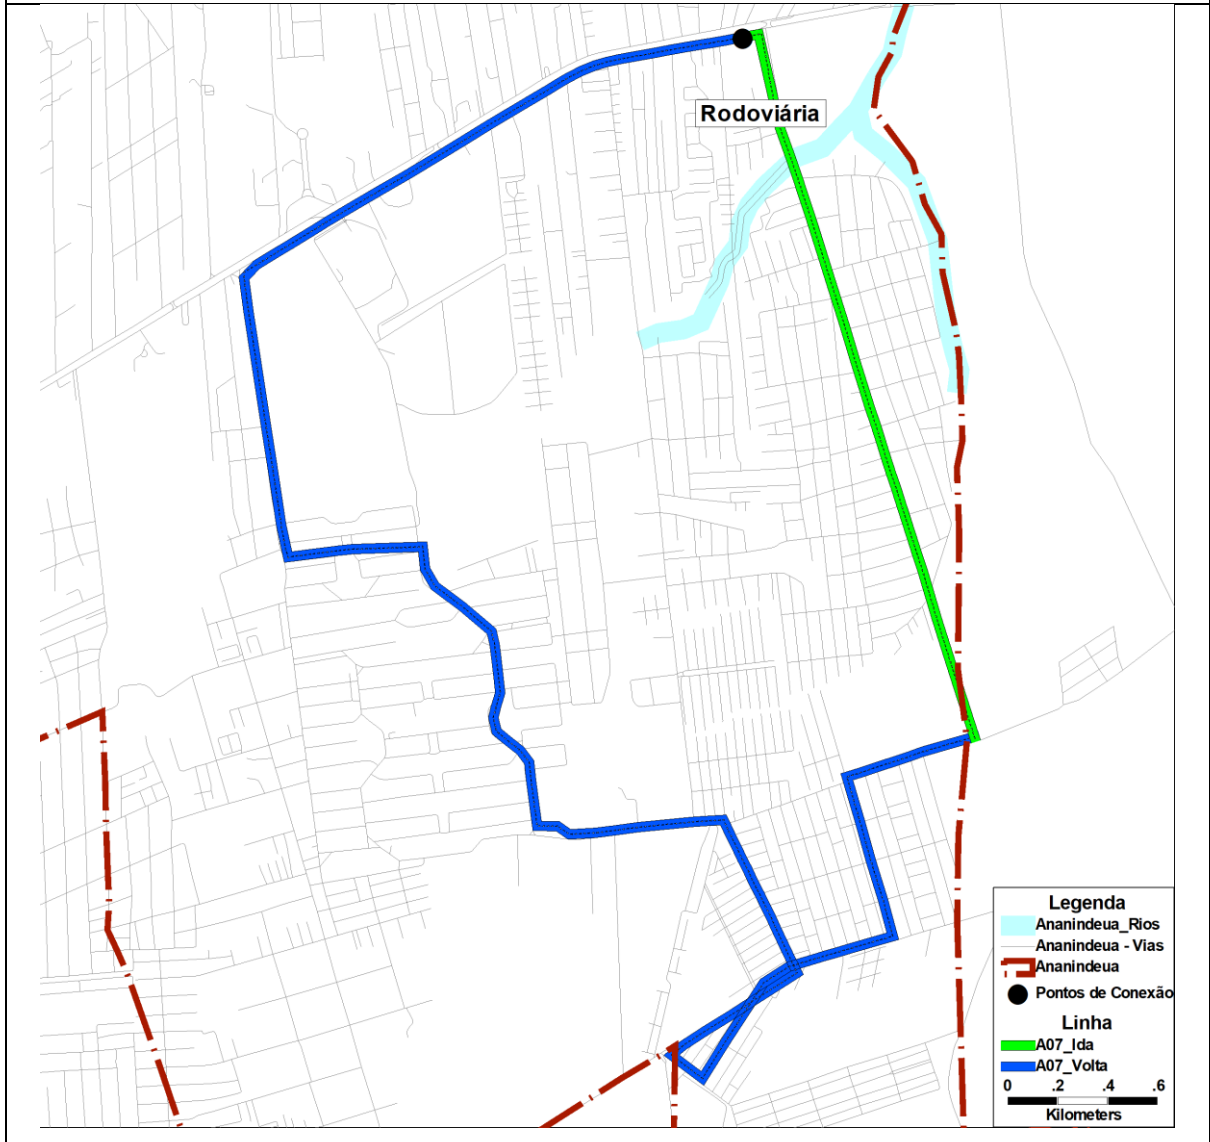 Rodoviária
Legenda
Ananindeua_Rios
Ananindeua - Vias
Ananindeua
Pontos de Conexão
Linha
A07_Ida
A07_Volta
0 .2 .4 .6
Kilometers